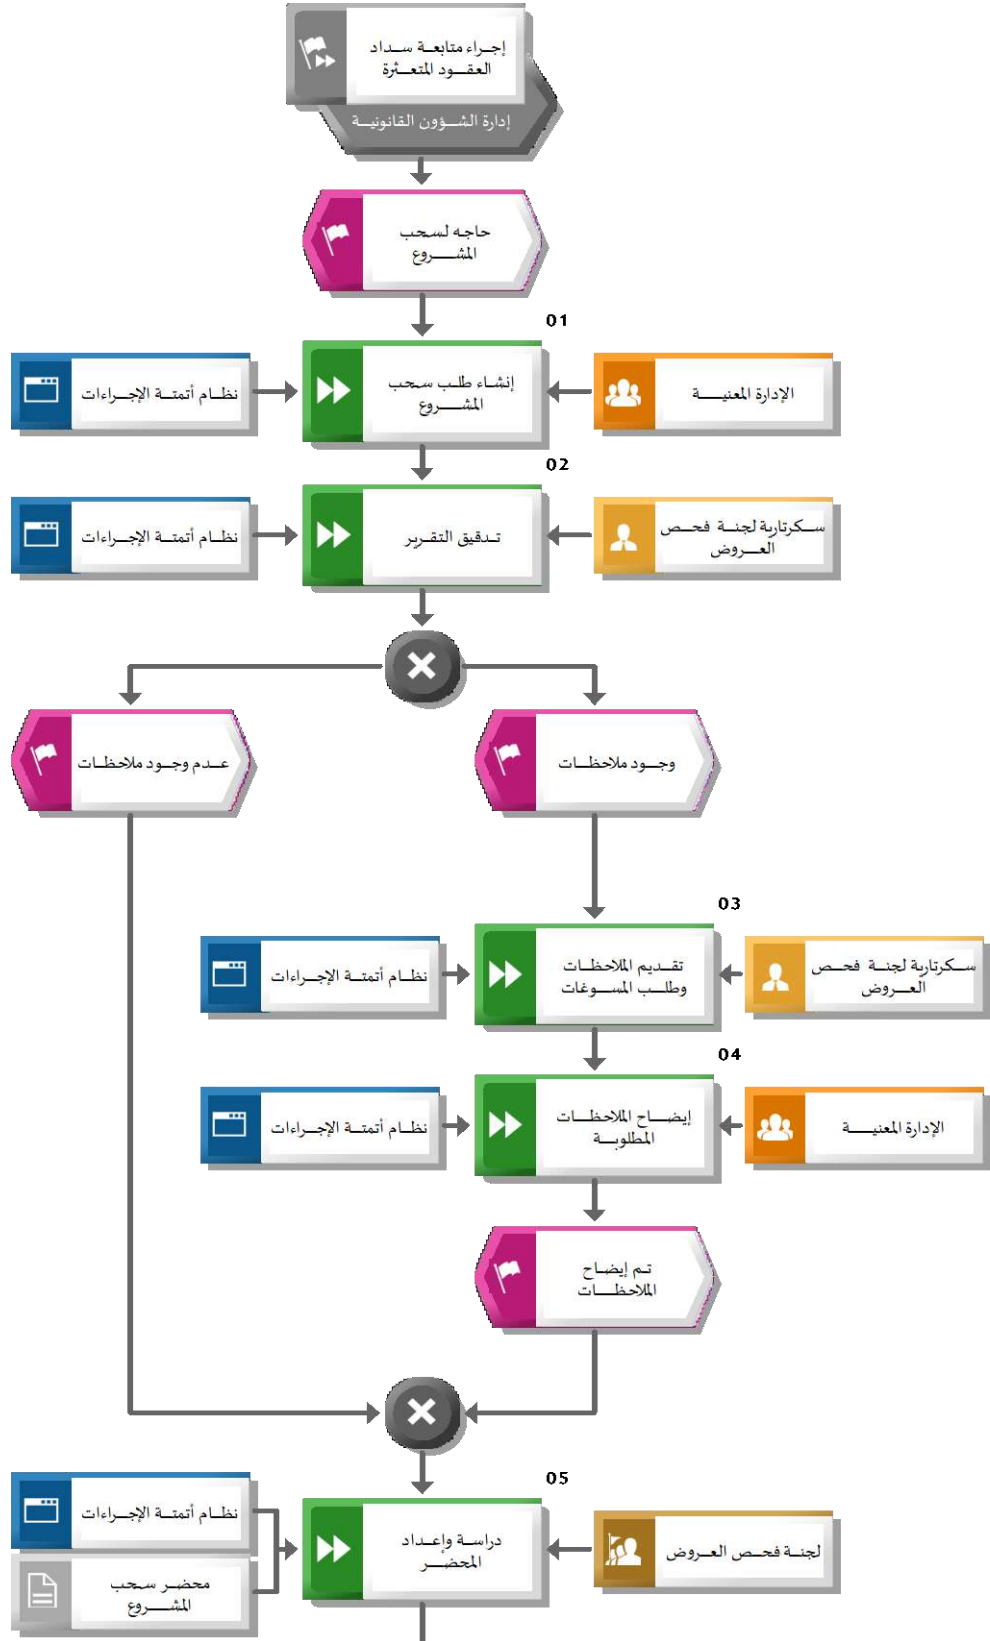 إجراء متابعة سداد
العقود المتعثرة
إدارة الشؤون القانونية
حاجه لسحب
المشروع
01
الإدارة المعنية
إنشاء طلب سحب
المشروع
نظام أتمتة الإجراءات
02
سكرتارية لجنة فحص
العروض
تدقيق التقرير
نظام أتمتة الإجراءات
وجود ملاحظات
عدم وجود ملاحظات
03
سكرتارية لجنة فحص
العروض
تقديم الملاحظات
وطلب المسوغات
نظام أتمتة الإجراءات
04
الإدارة المعنية
إيضاح الملاحظات
المطلوبة
نظام أتمتة الإجراءات
تم إيضاح
الملاحظات
05
لجنة فحص العروض
دراسة وإعداد
المحضر
نظام أتمتة الإجراءات
محضر سحب
المشروع